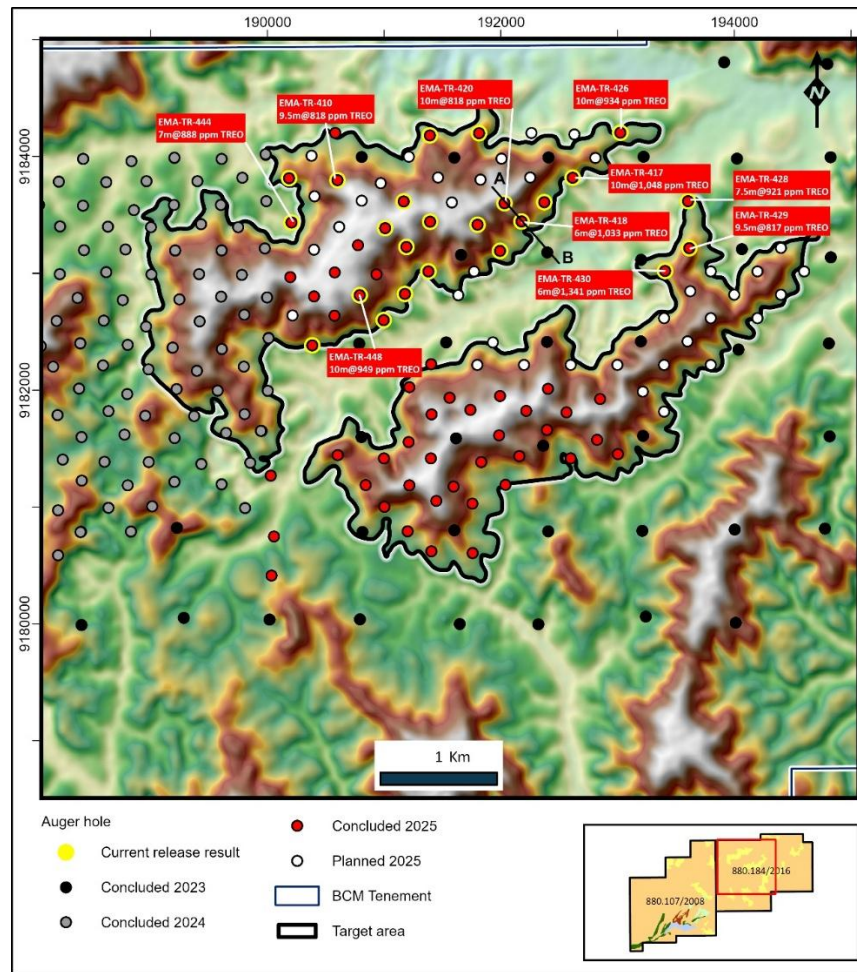 190000
192000
194000
EMA-TR-420
10m@818 ppm TREO
EMA-TR-426
10m@934 ppm TREO
EMA-TR-410
9.5m@818 ppm TREO
EMA-TR-444
7m@888 ppm TREO
N
9184000
A
EMA-TR-417
10m@1,048 ppm TREO
EMA-TR-428
7.5m@921 ppm TREO
EMA-TR-418
6m@1,033 ppm TREO
EMA-TR-429
9.5m@817 ppm TREO
B
EMA-TR-430
6m@1,341 ppm TREO
EMA-TR-448
10m@949 ppm TREO
9182000
9180000
1 Km
Auger hole
Current release result
Concluded 2023
Concluded 2024
Concluded 2025
Planned 2025
BCM Tenement
Target area
880.184/2016
880.107/2008